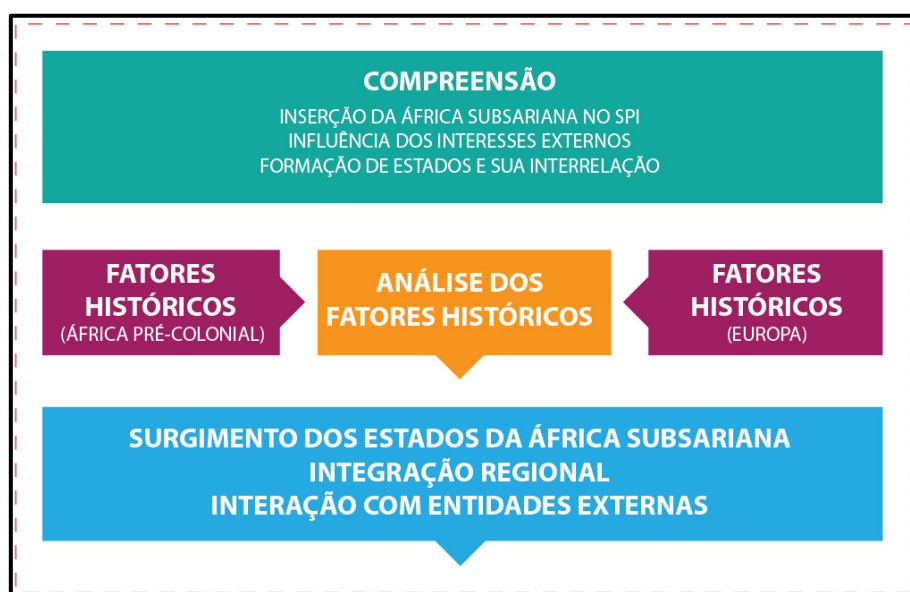 COMPREENSÃO
INSERÇÃO DA ÁFRICA SUBSARIANA NO SPI
INFLUÊNCIA DOS INTERESSES EXTERNOS
FORMAÇÃO DE ESTADOS E SUA INTERRELAÇÃO
FATORES
HISTÓRICOS
(ÁFRICA PRÉ-COLONIAL)
ANÁLISE DOS
FATORES HISTÓRICOS
FATORES
HISTÓRICOS
(EUROPA)
SURGIMENTO DOS ESTADOS DA ÁFRICA SUBSARIANA
INTEGRAÇÃO REGIONAL
INTERAÇÃO COM ENTIDADES EXTERNAS